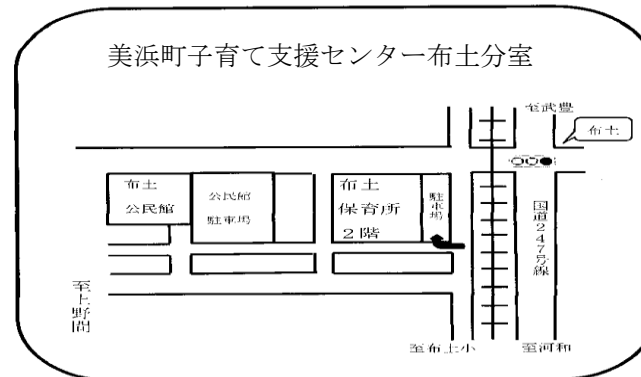 美浜町子育て支援センター布土分室
至武豊
布土
布土
公民館
公民館
駐車場
布土
保育所
2階
駐車場
国道247号線
至上野間
至布土小
至河和